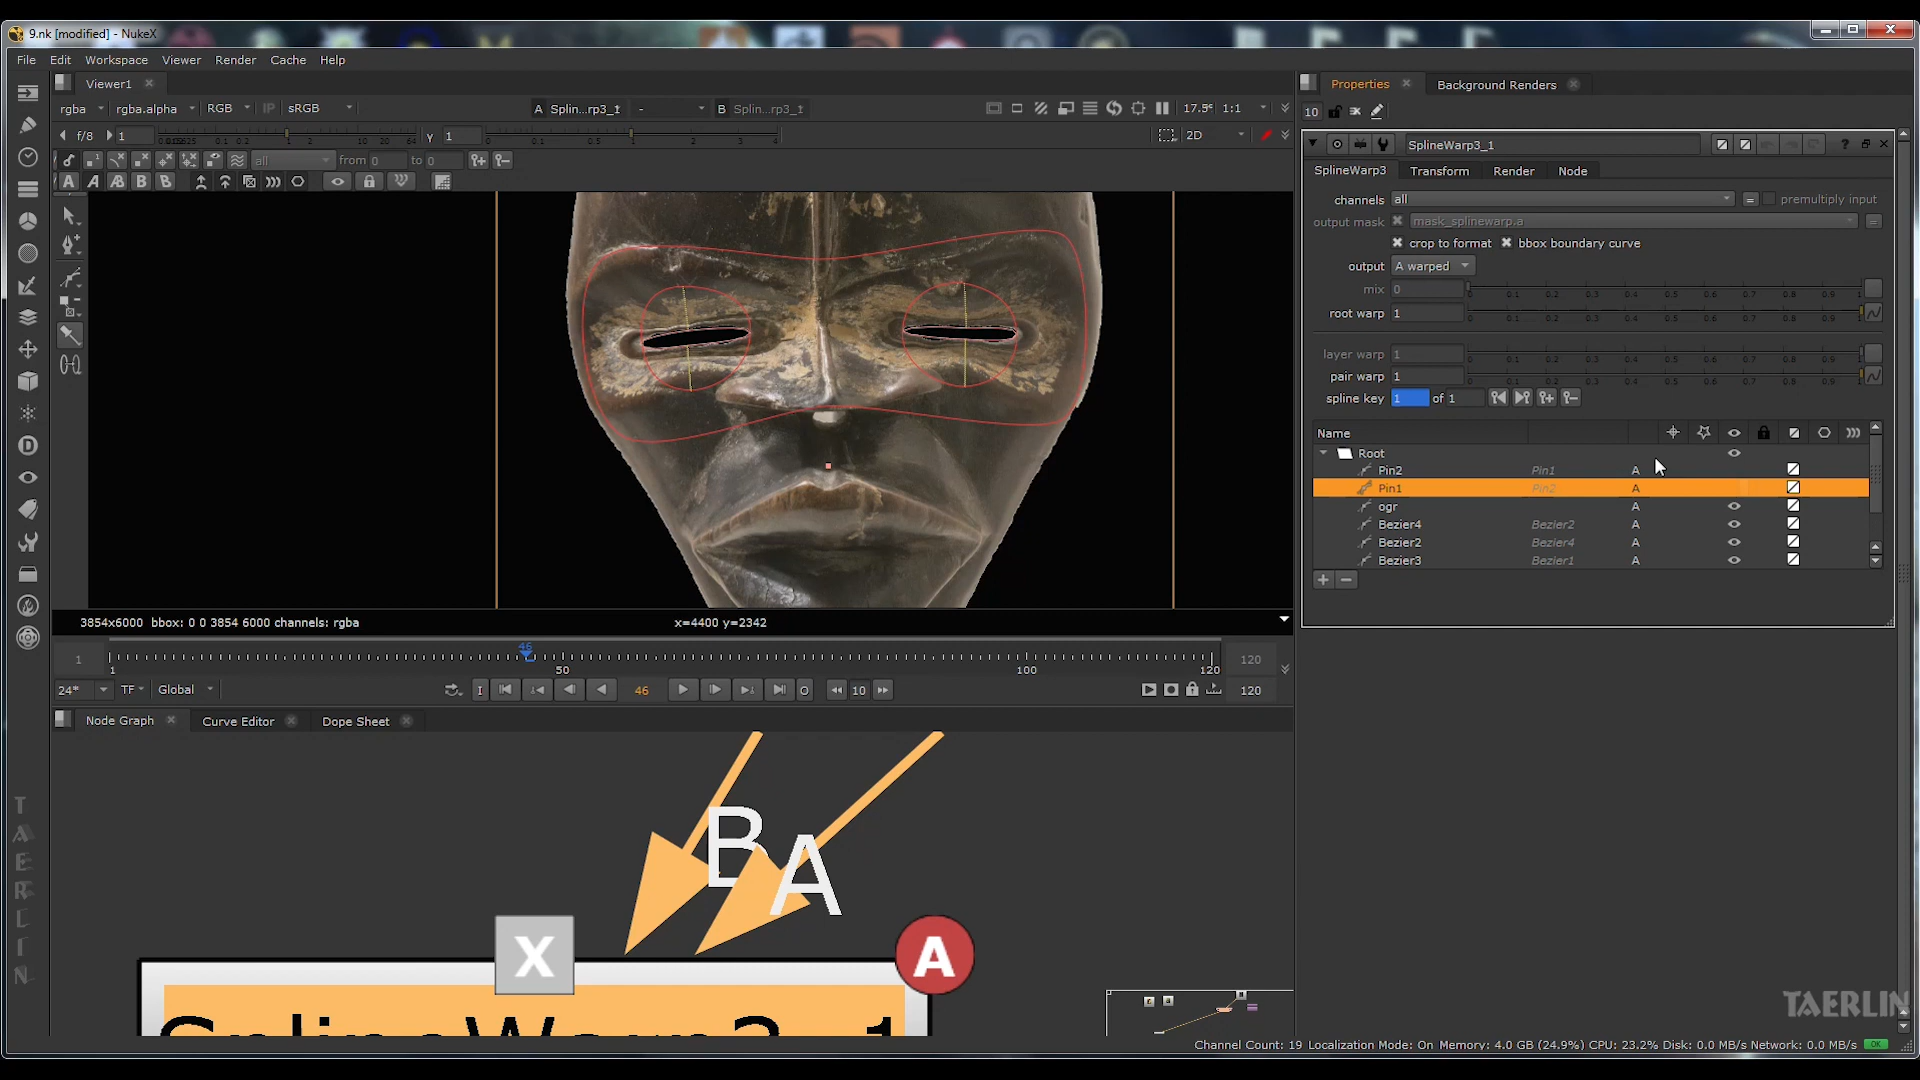 9.nk [modified] - NukeX
File Edit Workspace Viewer Render Cache Help
Viewer1
rgba rgba.alpha RGB IP sRGB A Splin...rp3_1 - B Splin...rp3_1 1:1
f/8 1 γ 1 2D
all from 0 to 0
3854x6000 bbox: 0 0 3854 6000 channels: rgba x=4400 y=2342
1 46 120
1 50 100 120
24* TF Global I 46 O 10 120
Node Graph Curve Editor Dope Sheet
B
A
X A
SplineWarp3_1
Properties Background Renders
10
SplineWarp3_1
SplineWarp3 Transform Render Node
channels all = premultiply input
output mask mask_splinewarp.a =
crop to format bbox boundary curve
output A warped
mix 0
root warp 1
layer warp 1
pair warp 1
spline key 1 of 1
Name
Root
Pin2 Pin1 A
Pin1 Pin2 A
ogr A
Bezier4 Bezier2 A
Bezier2 Bezier4 A
Bezier3 Bezier1 A
TAERLIN
TAERLIN
Channel Count: 19 Localization Mode: On Memory: 4.0 GB (24.9%) CPU: 23.2% Disk: 0.0 MB/s Network: 0.0 MB/s OK